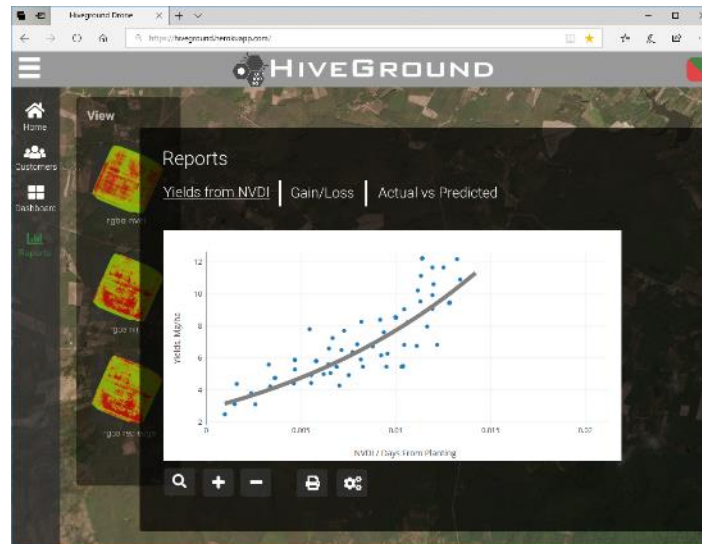 Hiveground Drone
https://hiveground.herokuapp.com/
HIVEGROUND
View
Home
Customers
Dashboard
Reports
Reports
Yields from NVDI | Gain/Loss | Actual vs Predicted
Yields, Mg/ha
12
10
8
6
4
2
0
0.005
0.01
0.015
0.02
NVDI / Days From Planting